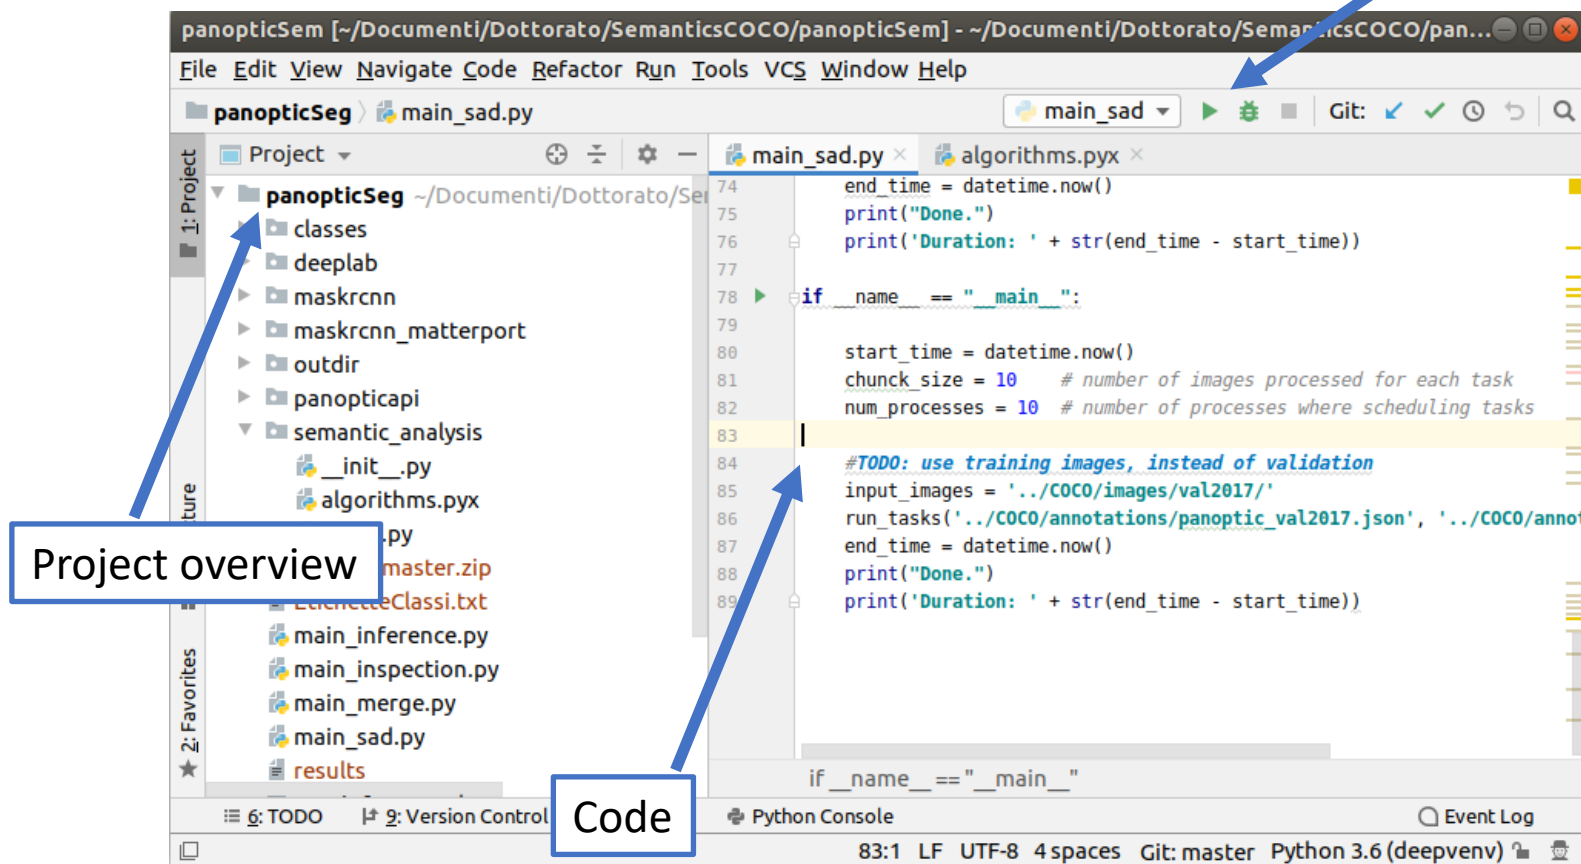 panopticSem [~/Documenti/Dottorato/SemanticsCOCO/panopticSem] - ~/Documenti/Dottorato/SemanticsCOCO/pan...
File Edit View Navigate Code Refactor Run Tools VCS Window Help
panopticSeg main_sad.py main_sad Git:
1: Project
Project
main_sad.py algorithms.pyx
panopticSeg ~/Documenti/Dottorato/Se
classes
deeplab
maskrcnn
maskrcnn_matterport
outdir
panopticapi
semantic_analysis
__init__.py
algorithms.pyx
.py
master.zip
EtichetteClassi.txt
main_inference.py
main_inspection.py
main_merge.py
main_sad.py
results
Project overview
cture
2: Favorites
74 end_time = datetime.now()
75 print("Done.")
76 print('Duration: ' + str(end_time - start_time))
77
78 if __name__ == "__main__":
79
80 start_time = datetime.now()
81 chunck_size = 10 # number of images processed for each task
82 num_processes = 10 # number of processes where scheduling tasks
83
84 #TODO: use training images, instead of validation
85 input_images = '../COCO/images/val2017/'
86 run_tasks('../COCO/annotations/panoptic_val2017.json', '../COCO/annot
87 end_time = datetime.now()
88 print("Done.")
89 print('Duration: ' + str(end_time - start_time))
if __name__ == "__main__"
Code
6: TODO 9: Version Control Python Console Event Log
83:1 LF UTF-8 4 spaces Git: master Python 3.6 (deepvenv)